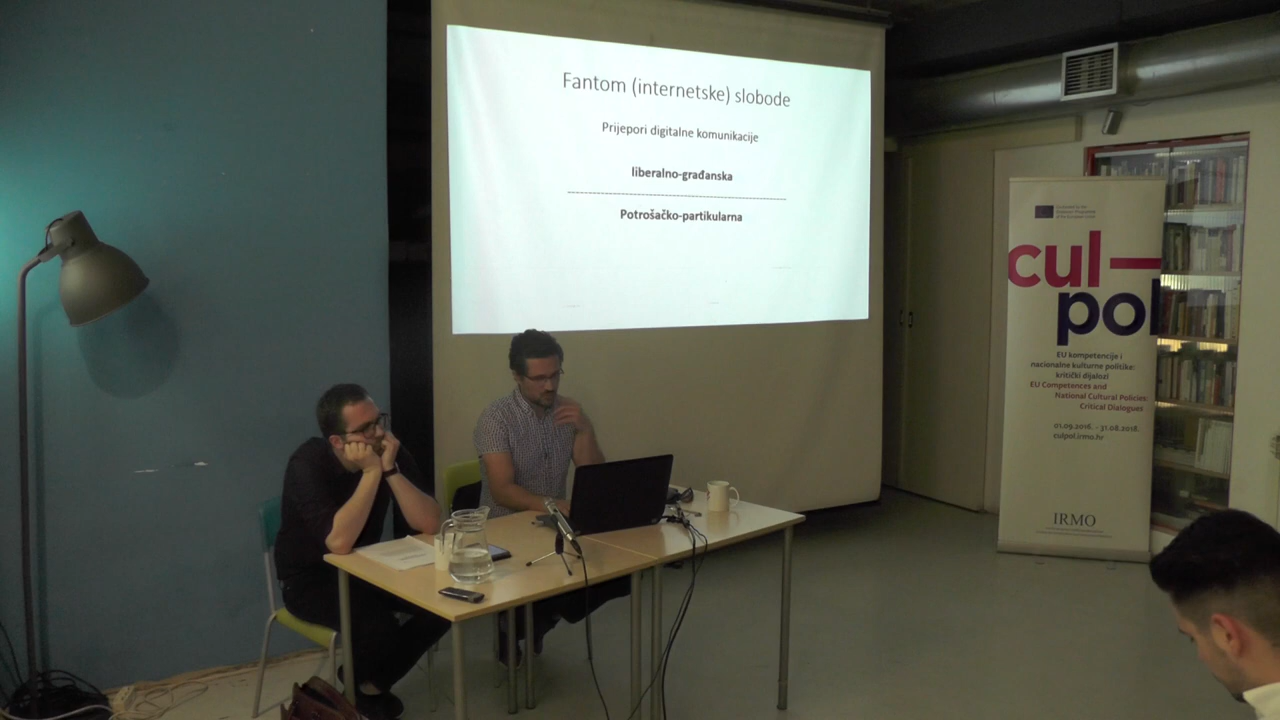 Fantom (internetske) slobode
Prijepori digitalne komunikacije
liberalno-građanska
Potrošačko-partikularna
cul—
pol
EU kompetencije i
nacionalne kulturne politike:
kritički dijalozi
EU Competences and
National Cultural Policies:
Critical Dialogues
01.09.2016. - 31.08.2018.
culpol.irmo.hr
IRMO